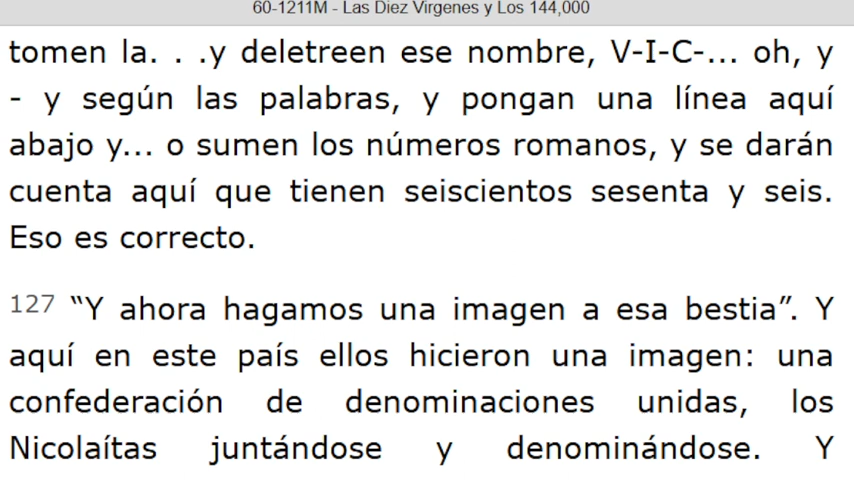 60-1211M - Las Diez Virgenes y Los 144,000
tomen la. . .y deletreen ese nombre, V-I-C-... oh, y
- y según las palabras, y pongan una línea aquí
abajo y... o sumen los números romanos, y se darán
cuenta aquí que tienen seiscientos sesenta y seis.
Eso es correcto.
127 “Y ahora hagamos una imagen a esa bestia”. Y
aquí en este país ellos hicieron una imagen: una
confederación de denominaciones unidas, los
Nicolaítas juntándose y denominándose. Y